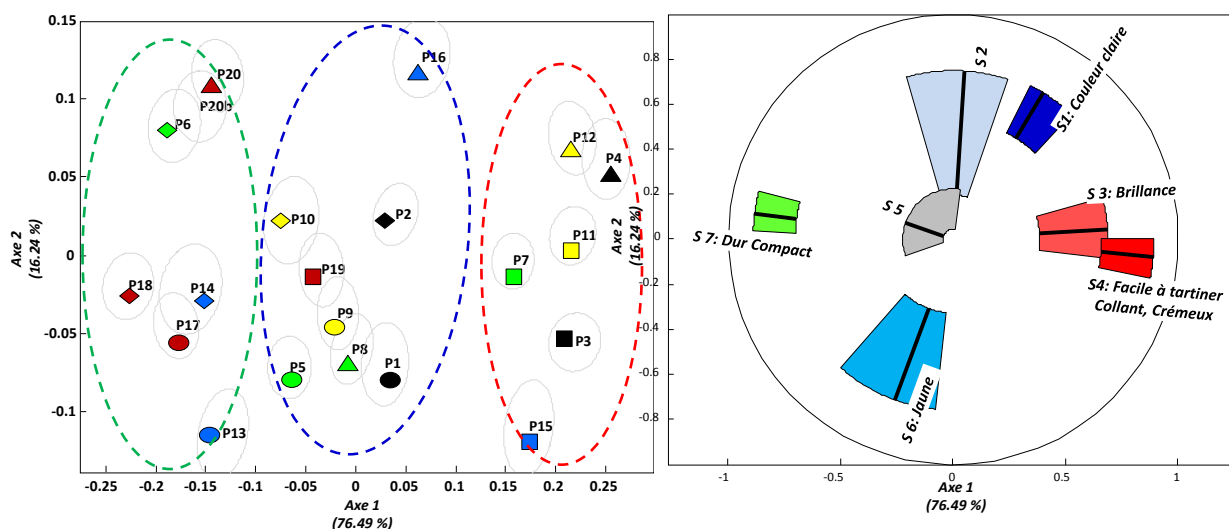 0.15
0.1
0.05
0
-0.05
-0.1
Axe 2
(16.24 %)
P20
P20b
P6
P16
P12
P4
P10
P2
P11
P19
P7
P18
P14
P9
P17
P3
P8
P1
P5
P13
P15
-0.25
-0.2
-0.15
-0.1
-0.05
0
0.05
0.1
0.15
0.2
0.25
Axe 1
(76.49 %)
0.8
0.6
0.4
0.2
0
-0.2
-0.4
-0.6
-0.8
Axe 2
(16.24 %)
S 2
S1: Couleur claire
S 3: Brillance
S 5
S 7: Dur Compact
S4: Facile à tartiner
Collant, Crémeux
S 6: Jaune
-1
-0.5
0
0.5
1
Axe 1
(76.49 %)